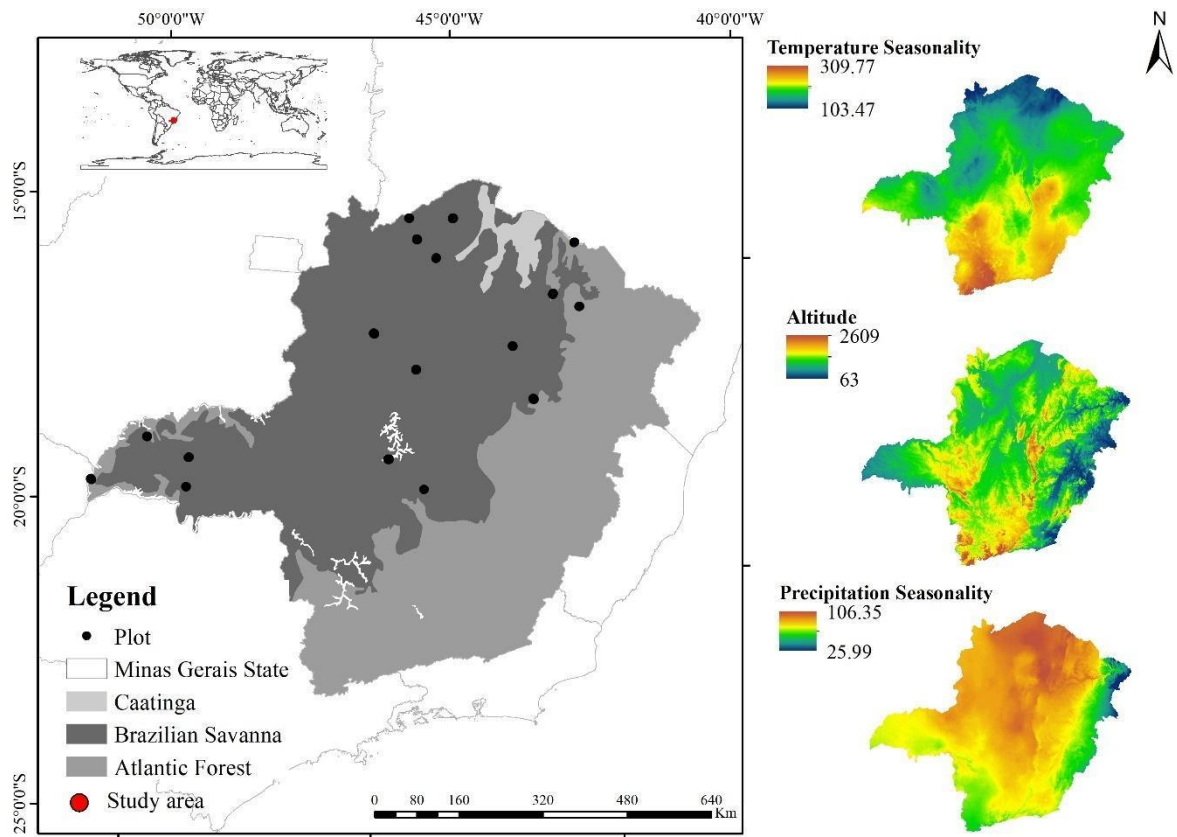 50°0'0"W
45°0'0"W
40°0'0"W
N
15°0'0"S
20°0'0"S
25°0'0"S
Legend
Plot
Minas Gerais State
Caatinga
Brazilian Savanna
Atlantic Forest
Study area
0 80 160 320 480 640
Km
Temperature Seasonality
309.77
103.47
Altitude
2609
63
Precipitation Seasonality
106.35
25.99